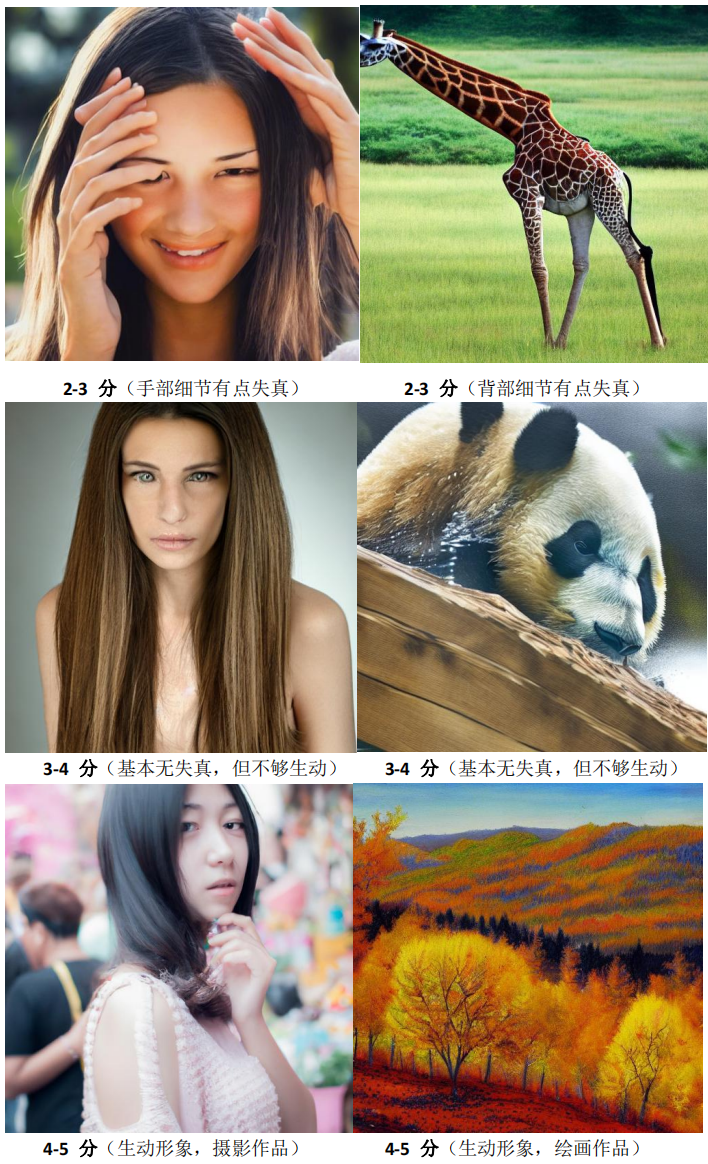 2-3 分（手部细节有点失真）
2-3 分（背部细节有点失真）
3-4 分（基本无失真，但不够生动）
3-4 分（基本无失真，但不够生动）
4-5 分（生动形象，摄影作品）
4-5 分（生动形象，绘画作品）